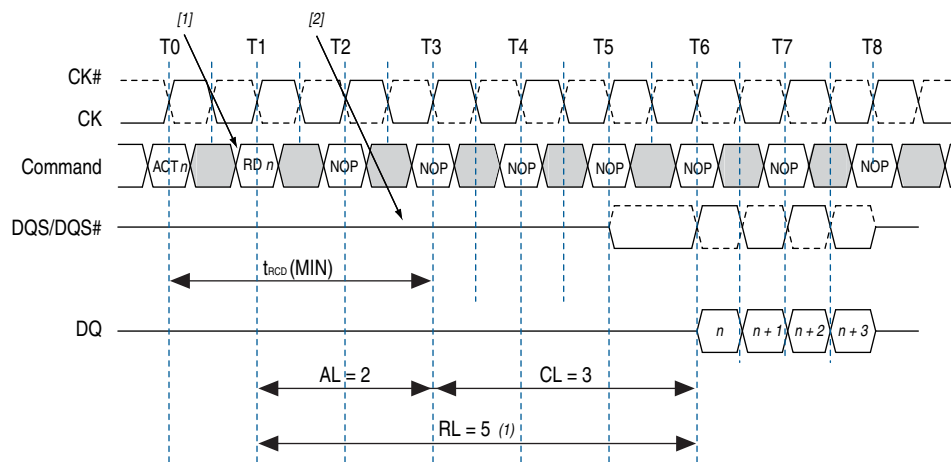 [1] [2]
T0 T1 T2 T3 T4 T5 T6 T7 T8
CK#
CK
Command ACT n RD n NOP NOP NOP NOP NOP NOP NOP
DQS/DQS#
tRCD (MIN)
DQ n n + 1 n + 2 n + 3
AL = 2 CL = 3
RL = 5 (1)